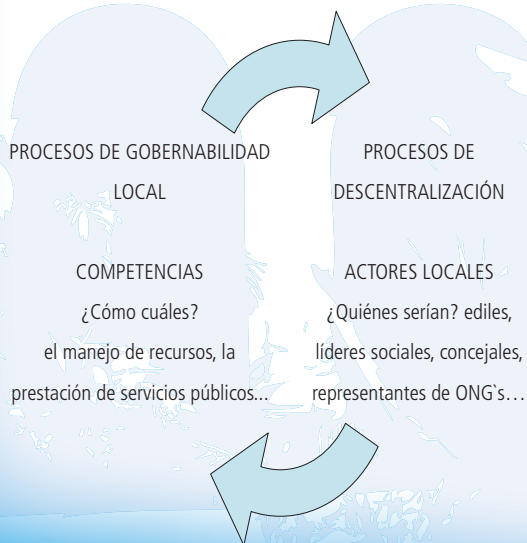 PROCESOS DE GOBERNABILIDAD
LOCAL
COMPETENCIAS
¿Cómo cuáles?
el manejo de recursos, la
prestación de servicios públicos...
PROCESOS DE
DESCENTRALIZACIÓN
ACTORES LOCALES
¿Quiénes serían? ediles,
líderes sociales, concejales,
representantes de ONG`s…